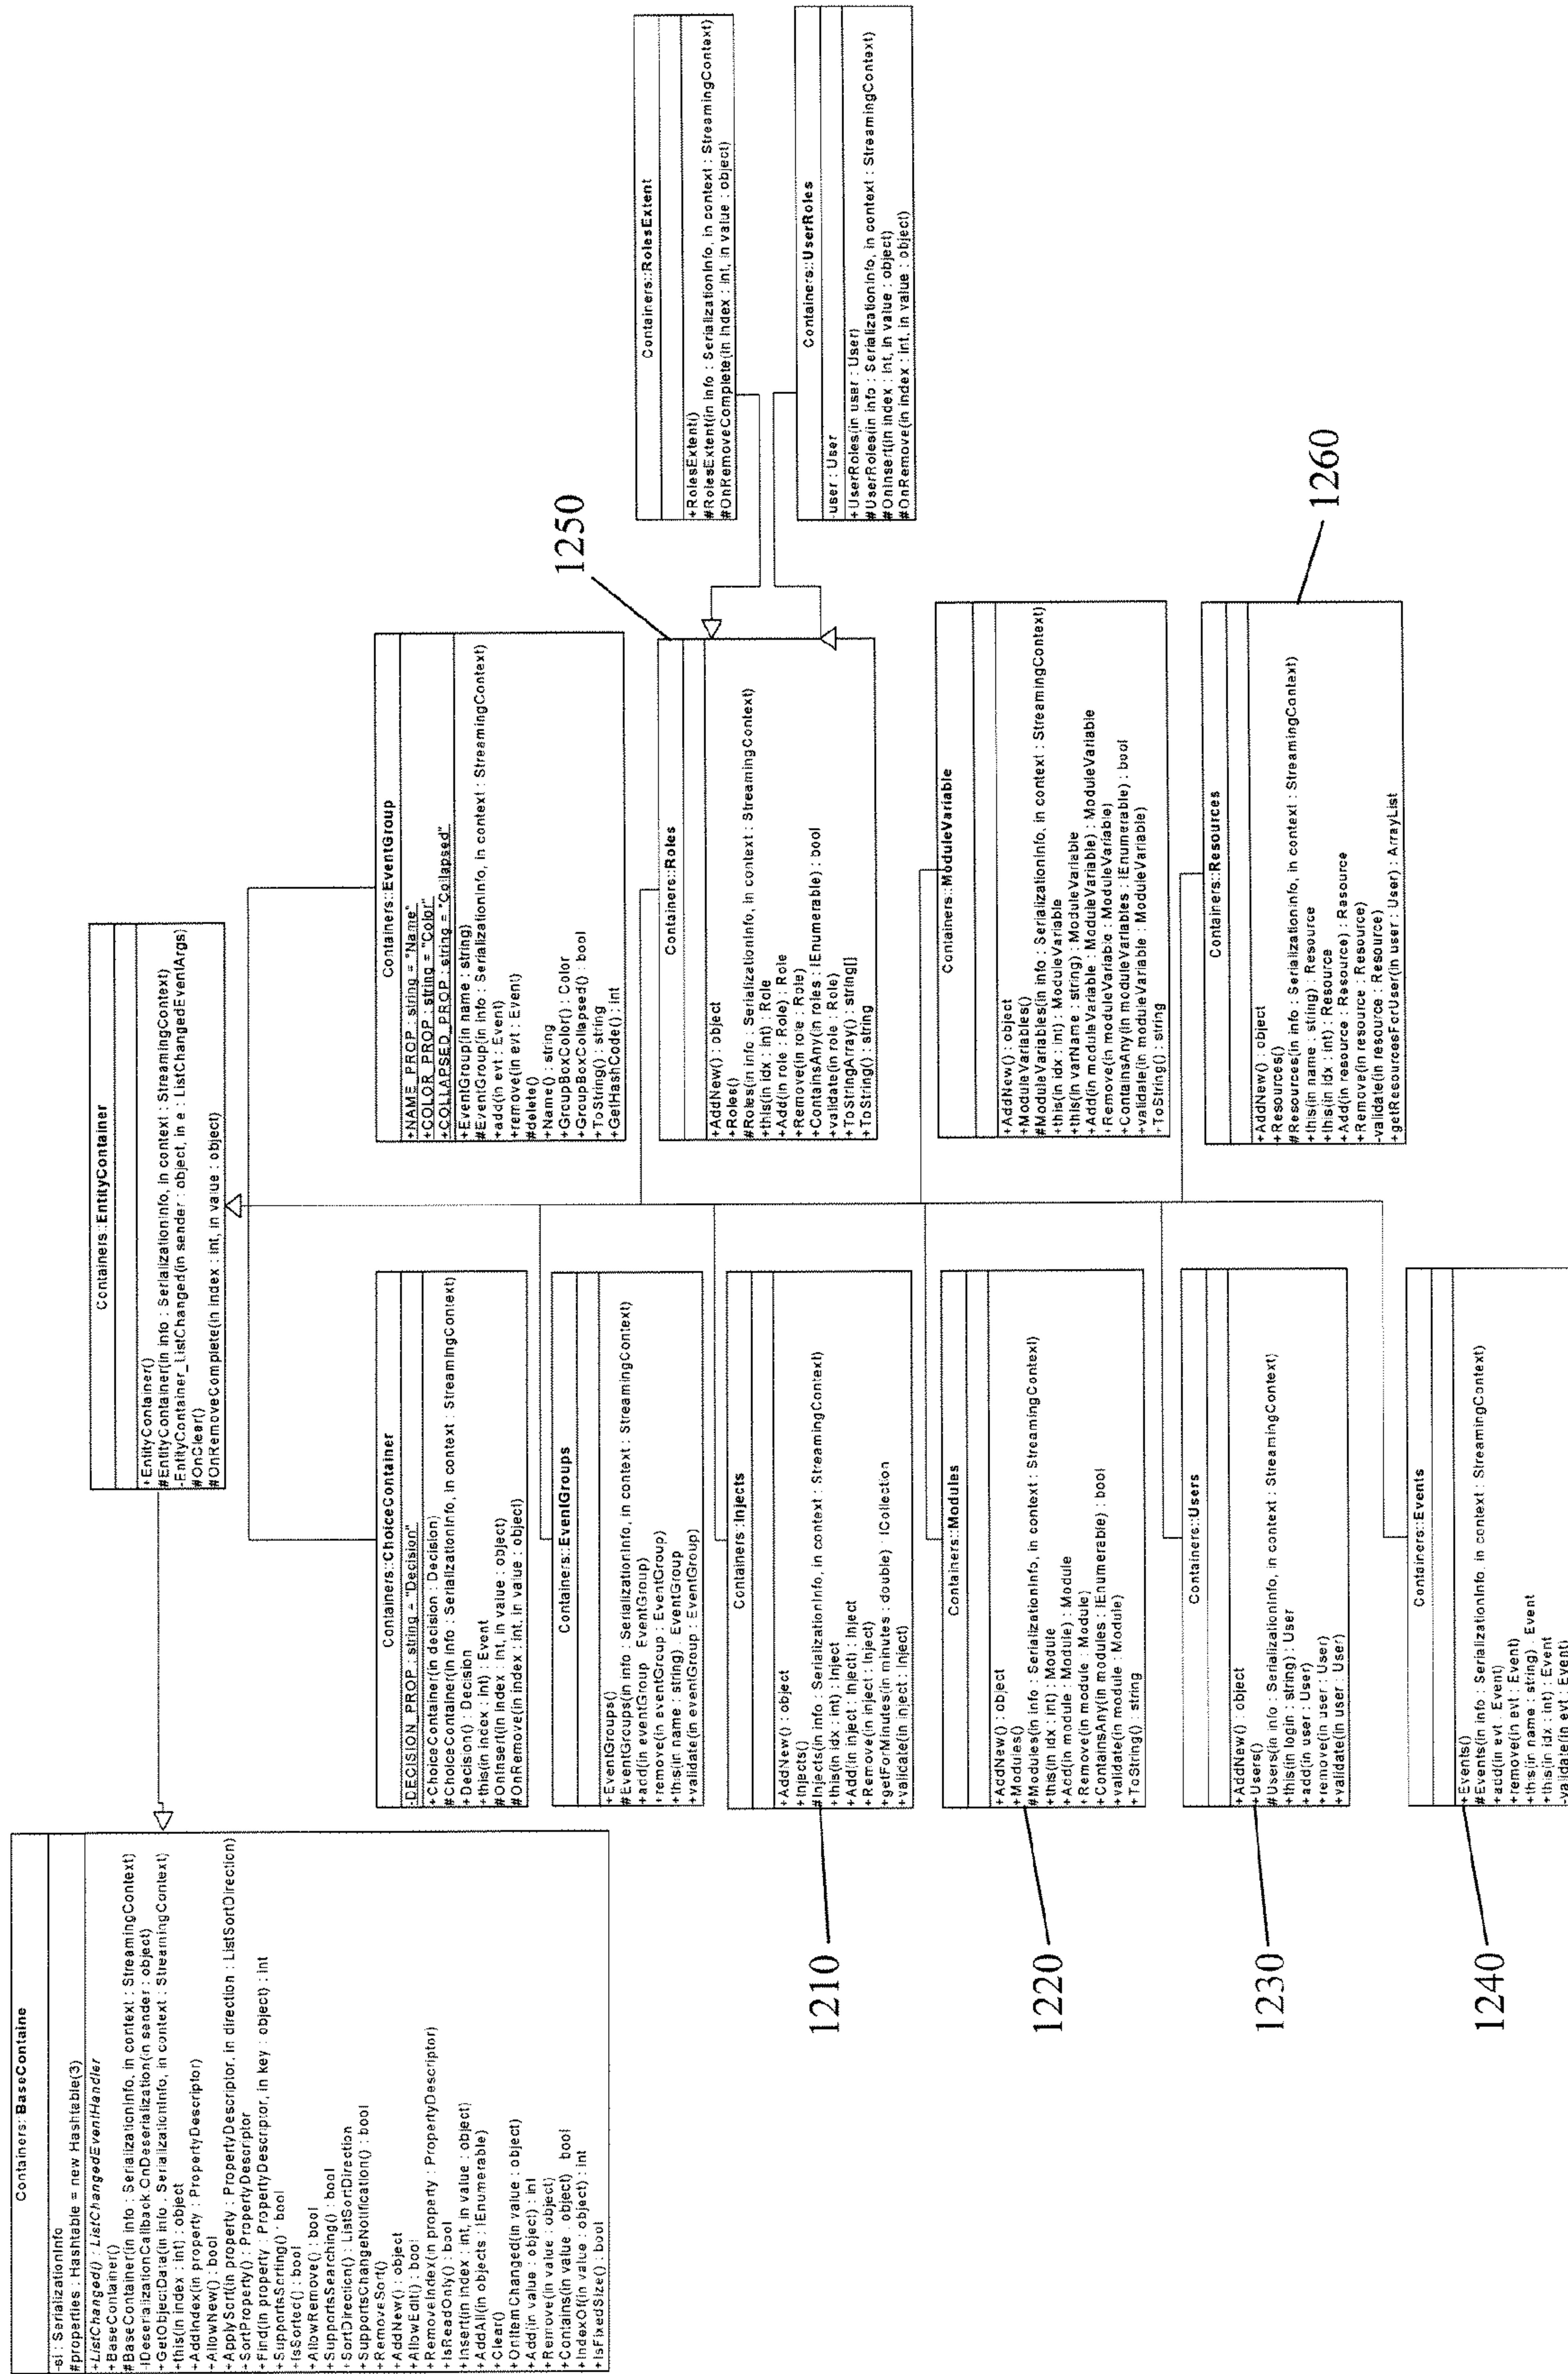 Containers::BaseContaine
-si : SerializationInfo
#properties : Hashtable = new Hashtable(3)
+ListChanged() : ListChangedEventHandler
+BaseContainer()
#BaseContainer(in info : SerializationInfo, in context : StreamingContext)
-IDeserializationCallback.OnDeserialization(in sender : object)
+GetObjectData(in info : SerializationInfo, in context : StreamingContext)
+this(in index : int) : object
+AddIndex(in property : PropertyDescriptor)
+AllowNew() : bool
+ApplySort(in property : PropertyDescriptor, in direction : ListSortDirection)
+SortProperty() : PropertyDescriptor
+Find(in property : PropertyDescriptor, in key : object) : int
+SupportsSorting() : bool
+IsSorted() : bool
+AllowRemove() : bool
+SupportsSearching() : bool
+SortDirection() : ListSortDirection
+SupportsChangeNotification() : bool
+RemoveSort()
+AddNew() : object
+AllowEdit() : bool
+RemoveIndex(in property : PropertyDescriptor)
+IsReadOnly() : bool
+Insert(in index : int, in value : object)
+AddAll(in objects : IEnumerable)
+Clear()
+OnItemChanged(in value : object)
+Add(in value : object) : int
+Remove(in value : object)
+Contains(in value : object) bool
+IndexOf(in value : object) : int
+IsFixedSize() : bool
Containers::EntityContainer
+EntityContainer()
#EntityContainer(in info : SerializationInfo, in context : StreamingContext)
-EntityContainer_ListChanged(in sender : object, in e : ListChangedEventArgs)
#OnClear()
#OnRemoveComplete(in index : int, in value : object)
Containers::ChoiceContainer
-DECISION_PROP : string = "Decision"
+ChoiceContainer(in decision : Decision)
#ChoiceContainer(in info : SerializationInfo, in context : StreamingContext)
+Decision() : Decision
+this(in index : int) : Event
#OnInsert(in index : int, in value : object)
#OnRemove(in index : int, in value : object)
Containers::EventGroups
+EventGroups()
#EventGroups(in info : SerializationInfo, in context : StreamingContext)
+add(in eventGroup EventGroup)
+remove(in eventGroup : EventGroup)
+this(in name : string) . EventGroup
+validate(in eventGroup : EventGroup)
Containers::Injects
+AddNew() : object
+Injects()
#Injects(in info : SerializationInfo, in context : StreamingContext)
+this(in idx : int) : Inject
+Add(in inject : Inject) : Inject
+Remove(in inject : Inject)
+getForMinutes(in minutes : double) : ICollection
+validate(in inject : Inject)
1210
Containers::Modules
+AddNew() : object
+Modules()
#Modules(in info : SerializationInfo, in context : StreamingContext)
+this(in idx : int) : Module
+Add(in module : Module) : Module
+Remove(in module : Module)
+ContainsAny(in modules : IEnumerable) : bool
+validate(in module : Module)
+ToString() : string
1220
Containers::Users
+AddNew() : object
+Users()
#Users(in info : SerializationInfo, in context : StreamingContext)
+this(in login : string) : User
+add(in user : User)
+remove(in user : User)
+validate(in user : User)
1230
Containers::Events
+Events()
#Events(in info : SerializationInfo, in context : StreamingContext)
+add(in evt . Event)
+remove(in evt : Event)
+this(in name : string) . Event
+this(in idx : int) : Event
-validate(in evt : Event)
1240
Containers::EventGroup
+NAME_PROP : string = "Name"
+COLOR_PROP : string = "Color"
+COLLAPSED_PROP : string = "Collapsed"
+EventGroup(in name : string)
#EventGroup(in info : SerializationInfo, in context : StreamingContext)
+add(in evt : Event)
+remove(in evt : Event)
#delete()
+Name() : string
+GroupBoxColor() : Color
+GroupBoxCollapsed() : bool
+ToString() : string
+GetHashCode() : int
Containers::Roles
+AddNew() : object
+Roles()
#Roles(in info : SerializationInfo, in context : StreamingContext)
+this(in idx : int) : Role
+Add(in role : Role) : Role
+Remove(in role : Role)
+ContainsAny(in roles : IEnumerable) : bool
+validate(in role : Role)
+ToStringArray() : string[]
+ToString() : string
1250
Containers::ModuleVariable
+AddNew() : object
+ModuleVariables()
#ModuleVariables(in info : SerializationInfo, in context : StreamingContext)
+this(in idx : int) : ModuleVariable
+this(in varName : string) : ModuleVariable
+Add(in moduleVariable : ModuleVariable) : ModuleVariable
+Remove(in moduleVariable : ModuleVariable)
+ContainsAny(in moduleVariables : IEnumerable) : bool
+validate(in moduleVariable : ModuleVariable)
+ToString() : string
Containers::Resources
+AddNew() : object
+Resources()
#Resources(in info : SerializationInfo, in context : StreamingContext)
+this(in name : string) : Resource
+this(in idx : int) : Resource
+Add(in resource : Resource) : Resource
+Remove(in resource : Resource)
-validate(in resource : Resource)
+getResourcesForUser(in user : User) : ArrayList
1260
Containers::RolesExtent
+RolesExtent()
#RolesExtent(in info : SerializationInfo, in context : StreamingContext)
#OnRemoveComplete(in index : int, in value : object)
Containers::UserRoles
-user : User
+UserRoles(in user : User)
#UserRoles(in info : SerializationInfo, in context : StreamingContext)
#OnInsert(in index : int, in value : object)
#OnRemove(in index : int, in value : object)